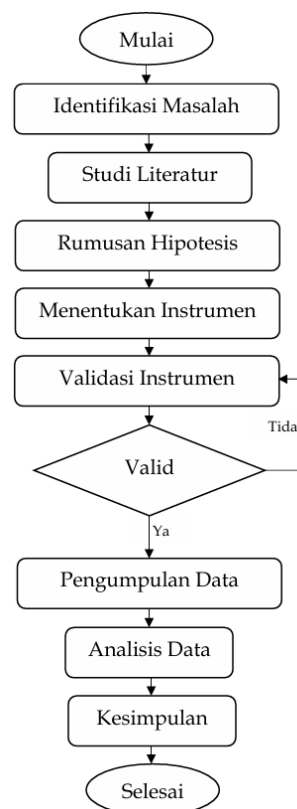 Mulai
Identifikasi Masalah
Studi Literatur
Rumusan Hipotesis
Menentukan Instrumen
Validasi Instrumen
Tida
Valid
Ya
Pengumpulan Data
Analisis Data
Kesimpulan
Selesai